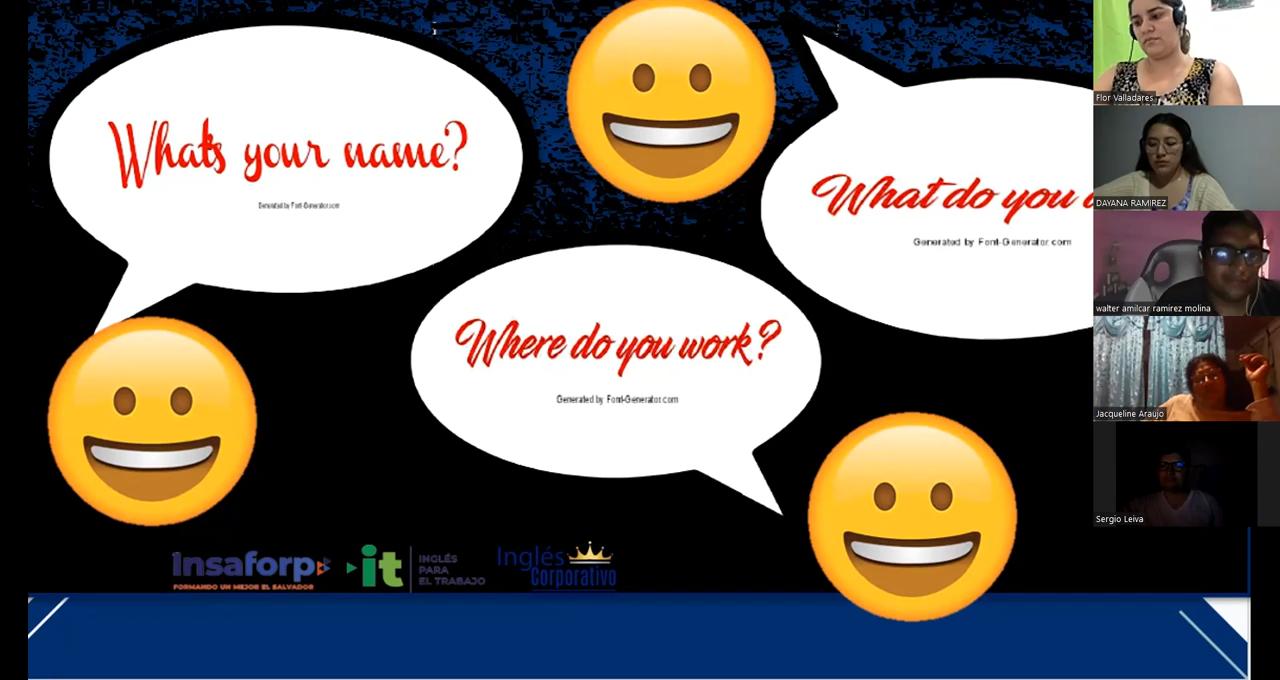 What's your name?
Generated by Font-Generator.com
What do you
Generated by Font-Generator.com
Where do you work?
Generated by Font-Generator.com
Insaforp
FORMANDO UN MEJOR EL SALVADOR
it
INGLÉS
PARA
EL TRABAJO
Inglés
Corporativo
Flor Valladares
DAYANA RAMIREZ
walter amilcar ramirez molina
Jacqueline Araujo
Sergio Leiva